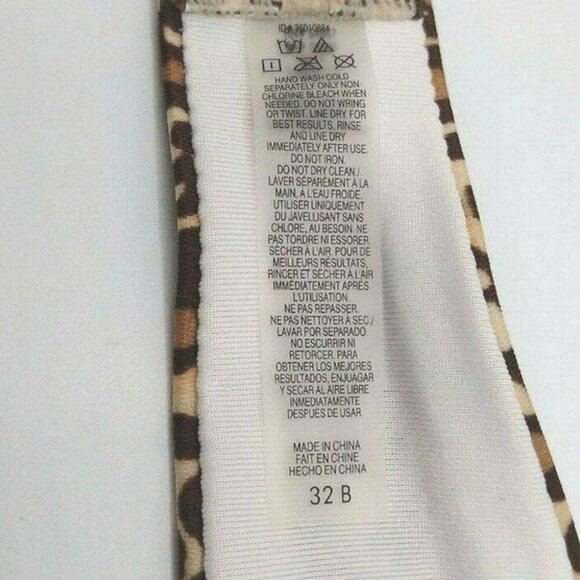 ID# 36010884
HAND WASH COLD
SEPARATELY ONLY NON-
CHLORINE BLEACH WHEN
NEEDED. DO NOT WRING
OR TWIST. LINE DRY. FOR
BEST RESULTS, RINSE
AND LINE DRY
IMMEDIATELY AFTER USE.
DO NOT IRON.
DO NOT DRY CLEAN./
LAVER SÉPARÉMENT À LA
MAIN, À L'EAU FROIDE.
UTILISER UNIQUEMENT
DU JAVELLISANT SANS
CHLORE, AU BESOIN. NE
PAS TORDRE NI ESSORER.
SÉCHER À L'AIR. POUR DE
MEILLEURS RÉSULTATS,
RINCER ET SÉCHER À L'AIR
IMMÉDIATEMENT APRÈS
L'UTILISATION.
NE PAS REPASSER.
NE PAS NETTOYER À SEC./
LAVAR POR SEPARADO
NO ESCURRIR NI
RETORCER. PARA
OBTENER LOS MEJORES
RESULTADOS, ENJUAGAR
Y SECAR AL AIRE LIBRE
INMEDIATAMENTE
DESPUÉS DE USAR
MADE IN CHINA
FAIT EN CHINE
HECHO EN CHINA
32 B